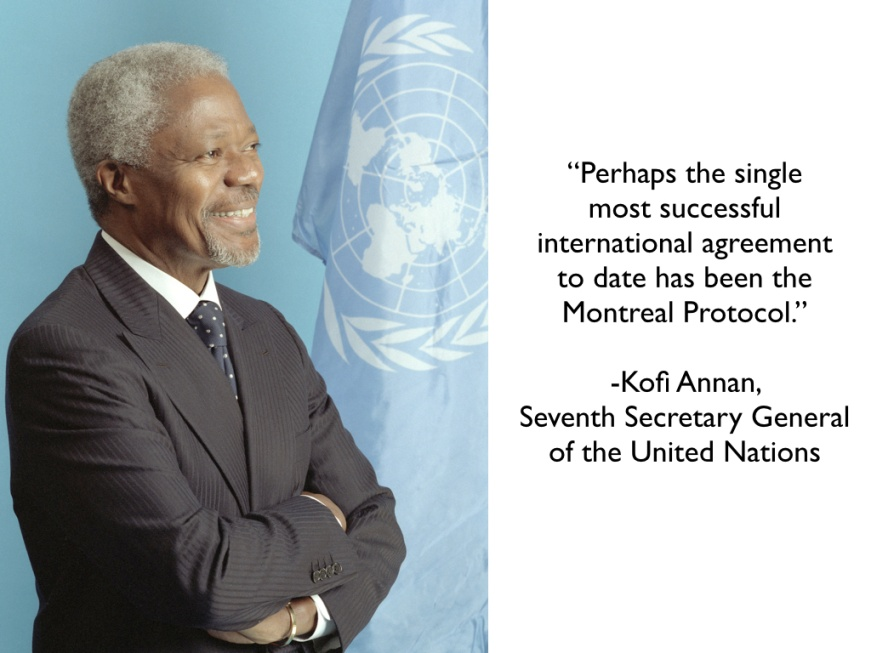 “Perhaps the single
most successful
international agreement
to date has been the
Montreal Protocol.”
-Kofi Annan,
Seventh Secretary General
of the United Nations